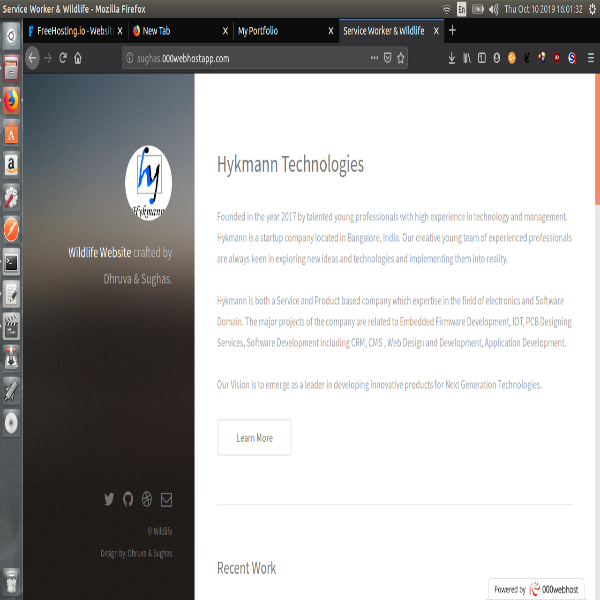 Service Worker & Wildlife - Mozilla Firefox
En
Thu Oct 10 2019 16:01:32
FreeHosting.io - Websit
New Tab
My Portfolio
Service Worker & Wildlife
sughas.000webhostapp.com
hy
Hykmann
Wildlife Website crafted by
Dhruva & Sughas.
Hykmann Technologies
Founded in the year 2017 by talented young professionals with high experience in technology and management.
Hykmann is a startup company located in Bangalore, India. Our creative young team of experienced professionals
are always keen in exploring new ideas and technologies and implementing them into reality.
Hykmann is both a Service and Product based company which expertise in the field of electronics and Software
Domain. The major projects of the company are related to Embedded Firmware Development, IOT, PCB Designing
Services, Software Development including CRM, CMS , Web Design and Development, Application Development.
Our Vision is to emerge as a leader in developing innovative products for Next Generation Technologies.
Learn More
© Wildlife
Design by: Dhruva & Sughas
Recent Work
Powered by 000webhost